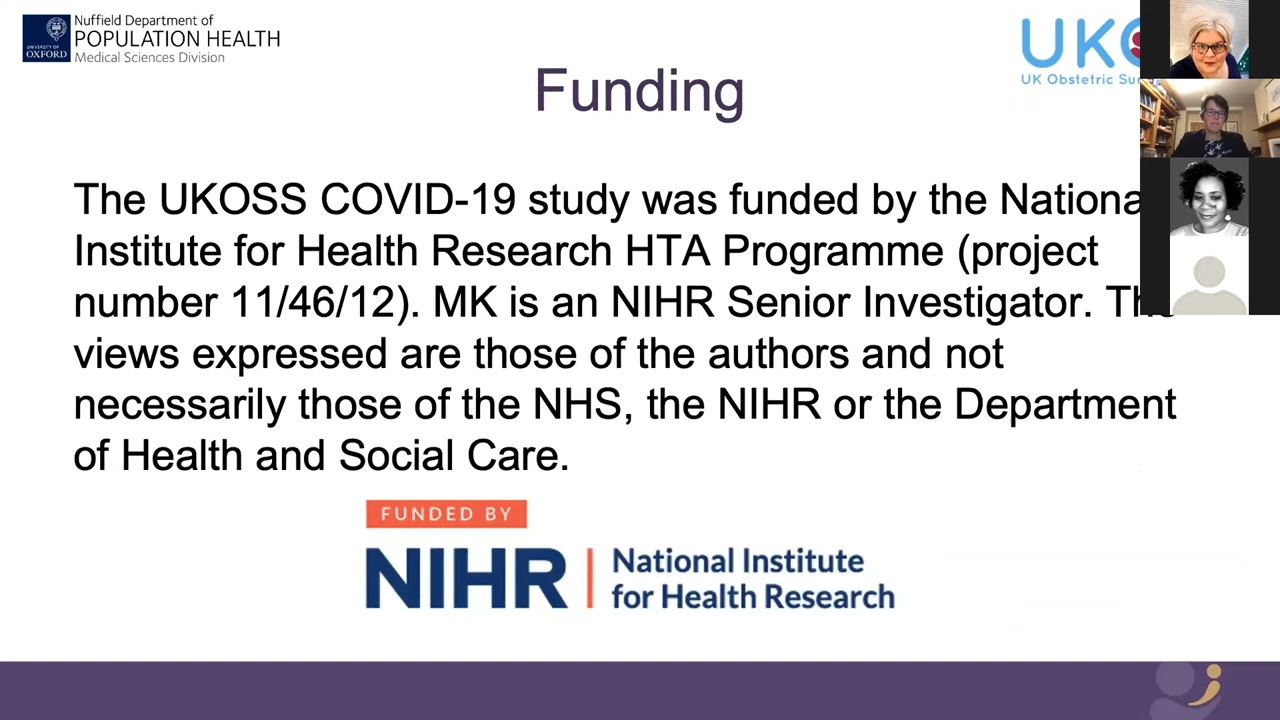 Nuffield Department of
POPULATION HEALTH
Medical Sciences Division
UNIVERSITY OF
OXFORD
UK Obstetric
Funding
The UKOSS COVID-19 study was funded by the
Institute for Health Research HTA Programme (project
number 11/46/12). MK is an NIHR Senior Investigator.
views expressed are those of the authors and not
necessarily those of the NHS, the NIHR or the Department
of Health and Social Care.
FUNDED BY
NIHR
National Institute
for Health Research